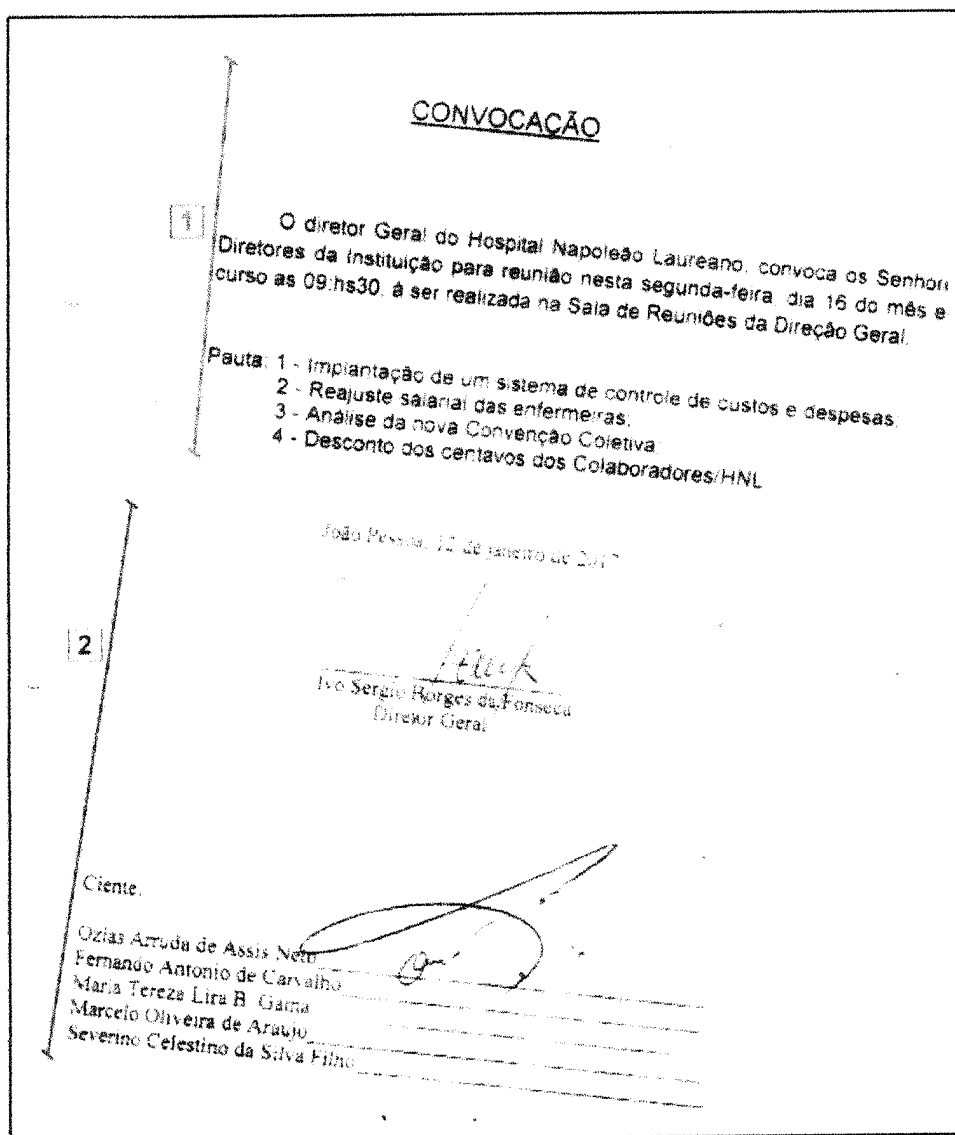 CONVOCAÇÃO
1
O diretor Geral do Hospital Napoleão Laureano, convoca os Senhor
Diretores da Instituição para reunião nesta segunda-feira, dia 16 do mês e
curso as 09:hs30, à ser realizada na Sala de Reuniões da Direção Geral.
Pauta: 1 - Implantação de um sistema de controle de custos e despesas;
2 - Reajuste salarial das enfermeiras;
3 - Análise da nova Convenção Coletiva;
4 - Desconto dos centavos dos Colaboradores/HNL
João Pessoa, 12 de janeiro de 2017
2
Ivo Sergio Borges da Fonseca
Diretor Geral
Ciente.
Ozias Arruda de Assis Neto
Fernando Antonio de Carvalho
Maria Tereza Lira B. Gama
Marcelo Oliveira de Araujo
Severino Celestino da Silva Filho